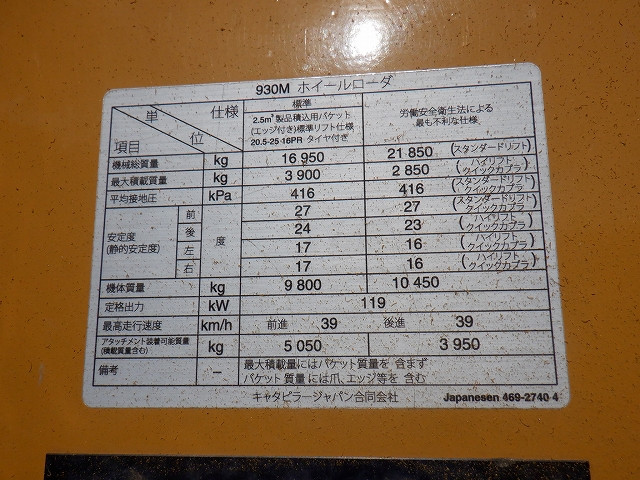 930M ホイールローダ
仕様
単位
項目
標準
2.5m³製品積込用バケット
(エッジ付き)標準リフト仕様
20.5-25 16PR タイヤ付き
労働安全衛生法による
最も不利な仕様
機械総質量 kg 16 950 21 850 (スタンダードリフト)
最大積載質量 kg 3 900 2 850 (ハイリフト クイックカプラ)
平均接地圧 kPa 416 416 (スタンダードリフト クイックカプラ)
安定度
(静的安定度)
度
前 27 27 (スタンダードリフト クイックカプラ)
後 24 23 (ハイリフト クイックカプラ)
左 17 16 (ハイリフト クイックカプラ)
右 17 16 (ハイリフト クイックカプラ)
機体質量 kg 9 800 10 450
定格出力 kW 119
最高走行速度 km/h 前進 39 後進 39
アタッチメント装着可能質量
(積載質量含む)
kg 5 050 3 950
備考 − 最大積載量にはバケット質量を 含まず
バケット質量には爪、エッジ等を 含む
キャタピラージャパン合同会社 Japanesen 469-2740 4